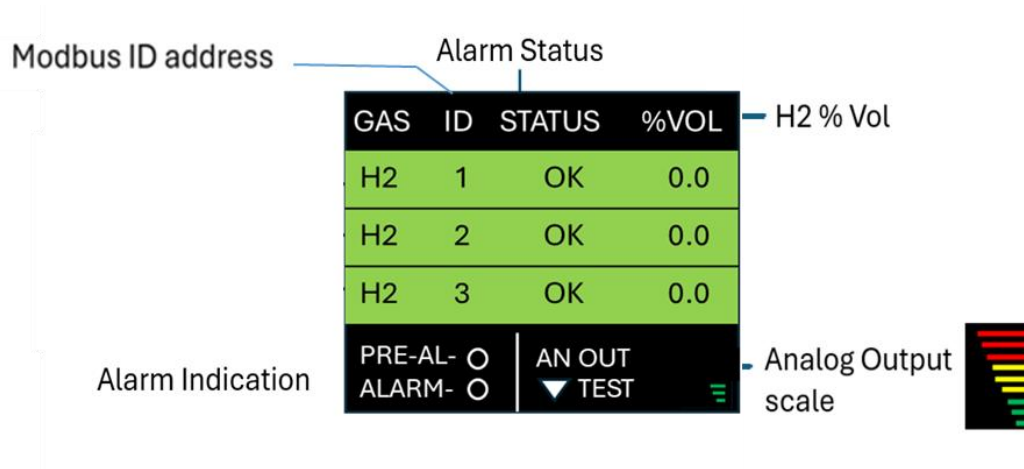 Modbus ID address
Alarm Status
GAS ID STATUS %VOL
H2 % Vol
H2 1 OK 0.0
H2 2 OK 0.0
H2 3 OK 0.0
PRE-AL-
ALARM-
AN OUT
TEST
Alarm Indication
Analog Output
scale